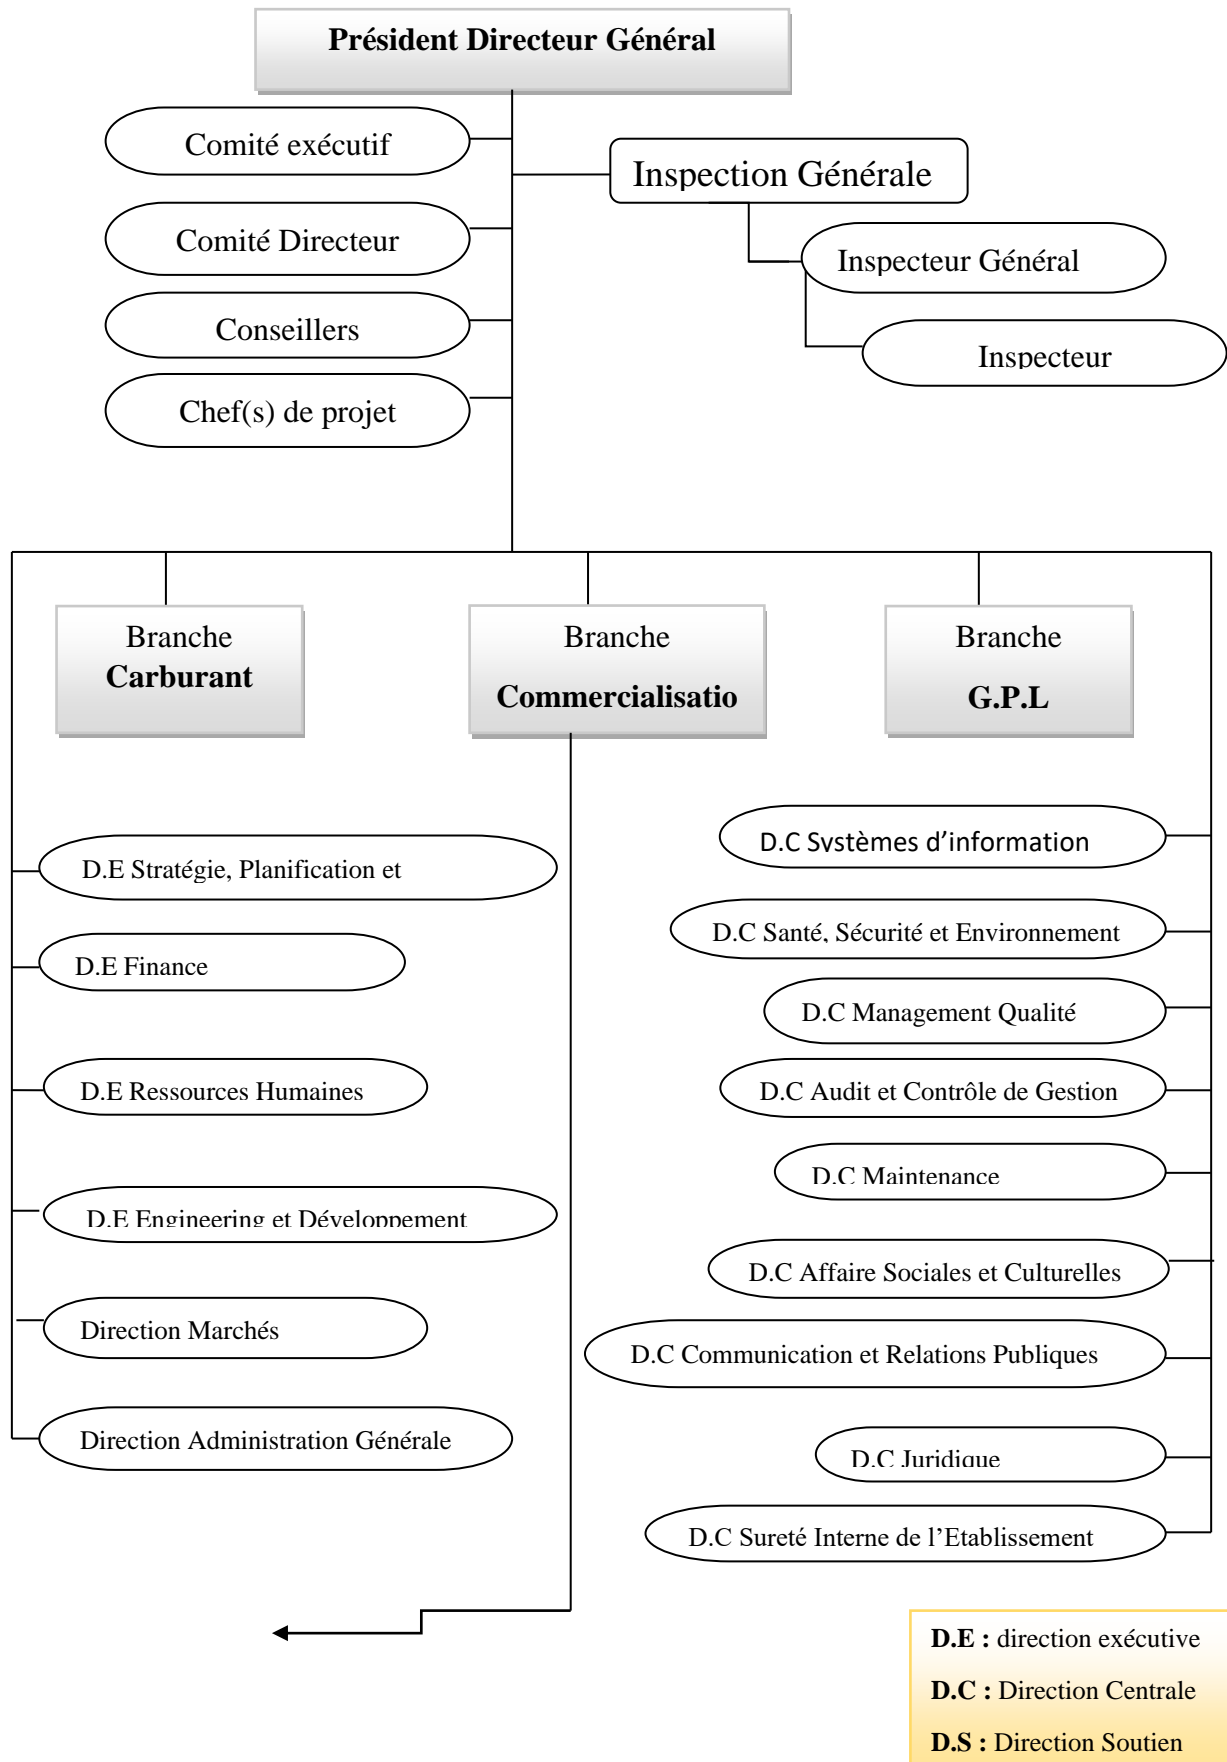 Président Directeur Général
Comité exécutif
Inspection Générale
Comité Directeur
Inspecteur Général
Conseillers
Inspecteur
Chef(s) de projet
Branche
Carburant
Branche
Commercialisatio
Branche
G.P.L
D.E Stratégie, Planification et
D.E Finance
D.E Ressources Humaines
D.E Engineering et Développement
Direction Marchés
Direction Administration Générale
D.C Systèmes d’information
D.C Santé, Sécurité et Environnement
D.C Management Qualité
D.C Audit et Contrôle de Gestion
D.C Maintenance
D.C Affaire Sociales et Culturelles
D.C Communication et Relations Publiques
D.C Juridique
D.C Sureté Interne de l’Etablissement
D.E : direction exécutive
D.C : Direction Centrale
D.S : Direction Soutien